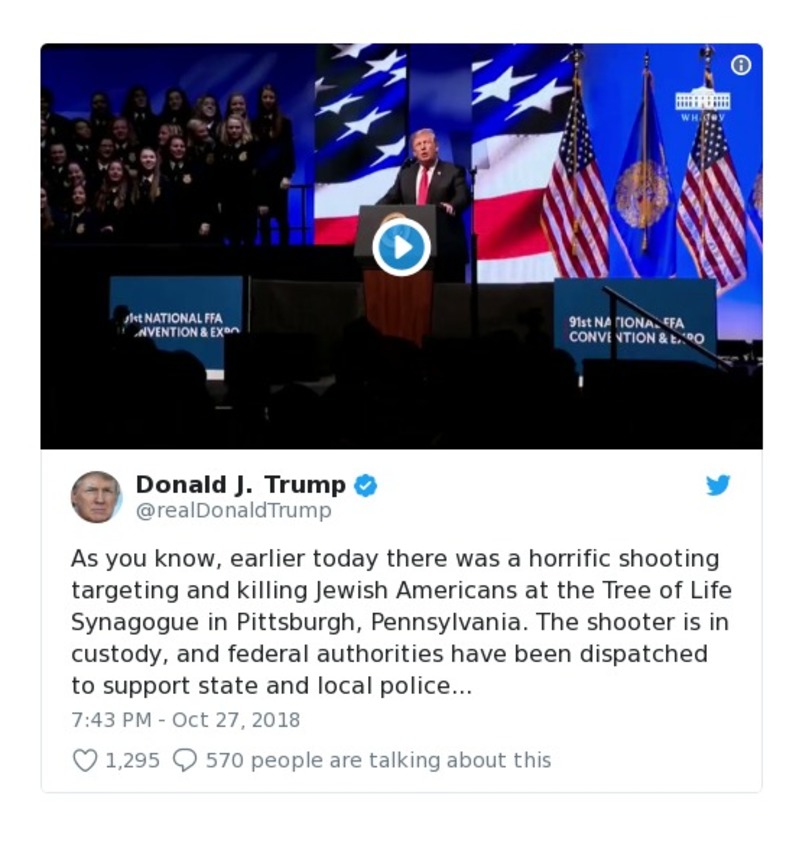 WH.GOV
91st NATIONAL FFA
CONVENTION & EXPO
91st NATIONAL FFA
CONVENTION & EXPO
Donald J. Trump
@realDonaldTrump
As you know, earlier today there was a horrific shooting
targeting and killing Jewish Americans at the Tree of Life
Synagogue in Pittsburgh, Pennsylvania. The shooter is in
custody, and federal authorities have been dispatched
to support state and local police...
7:43 PM - Oct 27, 2018
1,295 570 people are talking about this